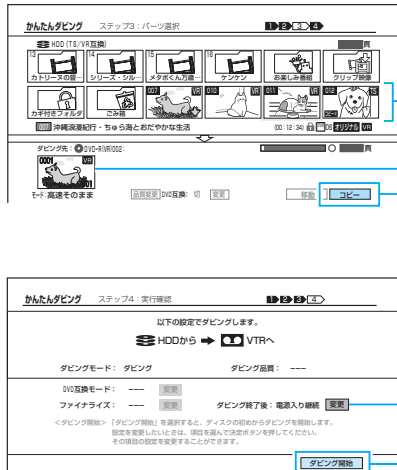 かんたんダビング ステップ3：パーツ選択 1 2 3 4
HDD(TS/VR互換) 頁
13 14 15 16
カトリーヌの冒… シリーズ・シル… メタボくん万歳… ケンケン お楽しみ番組 クリップ映像
007 VR 010 VR 011 VR 012 TS
カギ付きフォルダ ごみ箱
007 沖縄浪漫紀行・ちゅら海とおだやかな生活 (00:12:34) 06 オリジナル VR
ダビング先：DVD-R(VR)002: 頁
0001 VR
01
モード:高速そのまま 品質変更 DVD互換: 切 変更 移動 コピー
かんたんダビング ステップ4：実行確認 1 2 3 4
以下の設定でダビングします。
HDDから VTRへ
ダビングモード： ダビング ダビング品質： ---
DVD互換モード： --- 変更
ファイナライズ： --- 変更 ダビング終了後：電源入り継続 変更
<ダビング開始> 「ダビング開始」を選択すると、ディスクの初めからダビングを開始します。
設定を変更したいときは、項目を選んで決定ボタンを押してください。
その項目の設定を変更することができます。
ダビング開始